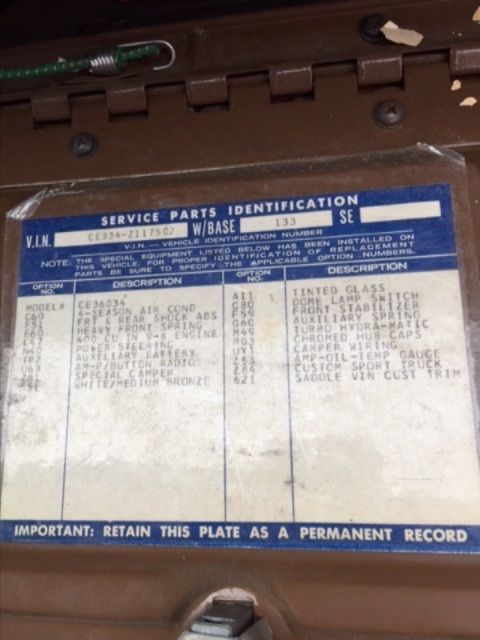 SERVICE PARTS IDENTIFICATION
V.I.N. CE334-Z117502 W/BASE 133 SE
V.I.N. — VEHICLE IDENTIFICATION NUMBER
NOTE: THE SPECIAL EQUIPMENT LISTED BELOW HAS BEEN INSTALLED ON
THIS VEHICLE. FOR PROPER IDENTIFICATION OF REPLACEMENT
PARTS BE SURE TO SPECIFY THE APPLICABLE OPTION NUMBERS.
OPTION NO. DESCRIPTION OPTION NO. DESCRIPTION
MODEL# CE36034 A11 TINTED GLASS
C60 4-SEASON AIR COND G80 DOME LAMP SWITCH
F51 FRT & REAR SHOCK ABS F59 FRONT STABILIZER
F60 HEAVY FRONT SPRING G60 AUXILIARY SPRING
L47 400 CU IN V-8 ENGINE M49 TURBO HYDRA-MATIC
N40 POWER STEERING P03 CHROMED HUB CAPS
TP2 AUXILIARY BATTERY UY1 CAMPER WIRING
U63 AM-P/BUTTON RADIO Z53 AMP-OIL-TEMP GAUGE
SPECIAL CAMPER Z84 CUSTOM SPORT TRUCK
WHITE/MEDIUM BRONZE 621 SADDLE VIN CUST TRIM
IMPORTANT: RETAIN THIS PLATE AS A PERMANENT RECORD